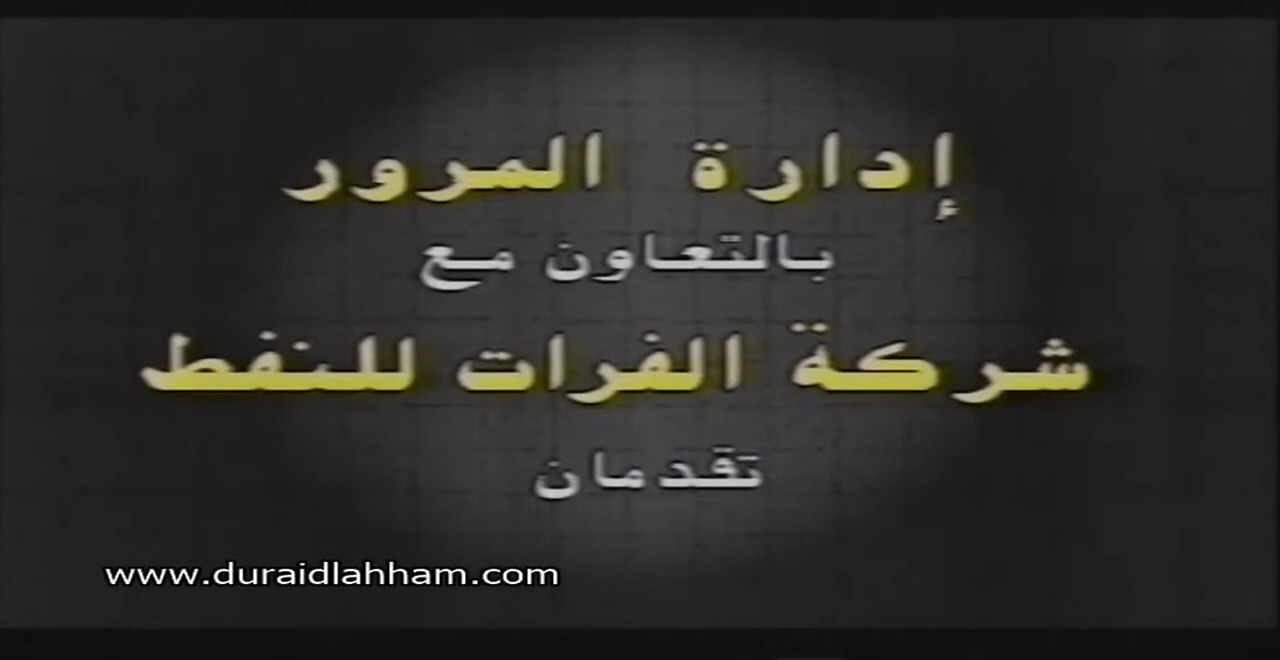 إدارة المرور
بالتعاون مع
شركة الفرات للنفط
تقدمان
www.duraidlahham.com